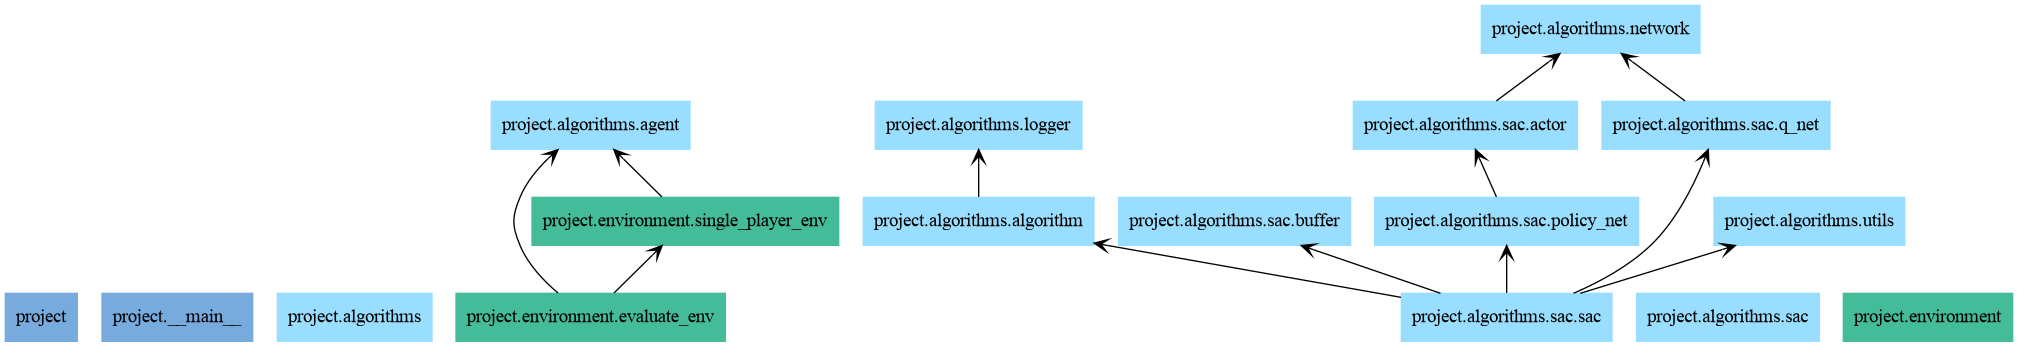 project.algorithms.network
project.algorithms.agent
project.algorithms.logger
project.algorithms.sac.actor
project.algorithms.sac.q_net
project.environment.single_player_env
project.algorithms.algorithm
project.algorithms.sac.buffer
project.algorithms.sac.policy_net
project.algorithms.utils
project
project.__main__
project.algorithms
project.environment.evaluate_env
project.algorithms.sac.sac
project.algorithms.sac
project.environment